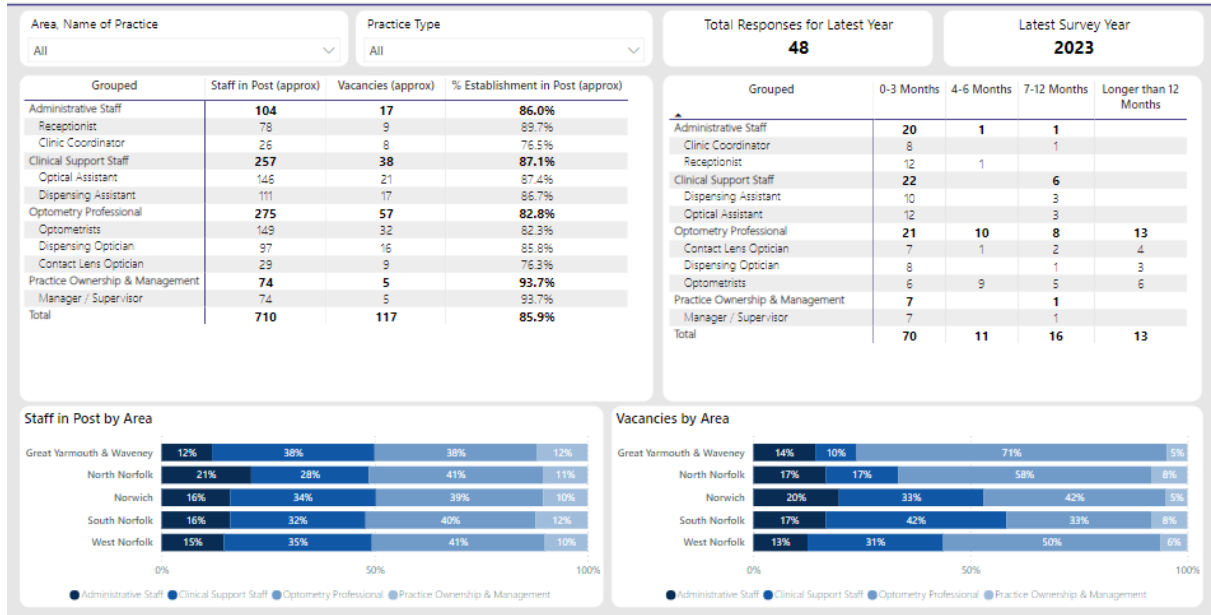 Area, Name of Practice
All
Practice Type
All
Total Responses for Latest Year
48
Latest Survey Year
2023
Grouped Staff in Post (approx) Vacancies (approx) % Establishment in Post (approx)
Administrative Staff 104 17 86.0%
Receptionist 78 9 89.7%
Clinic Coordinator 26 8 76.5%
Clinical Support Staff 257 38 87.1%
Optical Assistant 146 21 87.4%
Dispensing Assistant 111 17 86.7%
Optometry Professional 275 57 82.8%
Optometrists 149 32 82.3%
Dispensing Optician 97 16 85.8%
Contact Lens Optician 29 9 76.3%
Practice Ownership & Management 74 5 93.7%
Manager / Supervisor 74 5 93.7%
Total 710 117 85.9%
Grouped 0-3 Months 4-6 Months 7-12 Months Longer than 12
Months
Administrative Staff 20 1 1
Clinic Coordinator 8 1
Receptionist 12 1
Clinical Support Staff 22 6
Dispensing Assistant 10 3
Optical Assistant 12 3
Optometry Professional 21 10 8 13
Contact Lens Optician 7 1 2 4
Dispensing Optician 8 1 3
Optometrists 6 9 5 6
Practice Ownership & Management 7 1
Manager / Supervisor 7 1
Total 70 11 16 13
Staff in Post by Area
Great Yarmouth & Waveney 12% 38% 38% 12%
North Norfolk 21% 28% 41% 11%
Norwich 16% 34% 39% 10%
South Norfolk 16% 32% 40% 12%
West Norfolk 15% 35% 41% 10%
0% 50% 100%
Administrative Staff Clinical Support Staff Optometry Professional Practice Ownership & Management
Vacancies by Area
Great Yarmouth & Waveney 14% 10% 71% 5%
North Norfolk 17% 17% 58% 8%
Norwich 20% 33% 42% 5%
South Norfolk 17% 42% 33% 8%
West Norfolk 13% 31% 50% 6%
0% 50% 100%
Administrative Staff Clinical Support Staff Optometry Professional Practice Ownership & Management